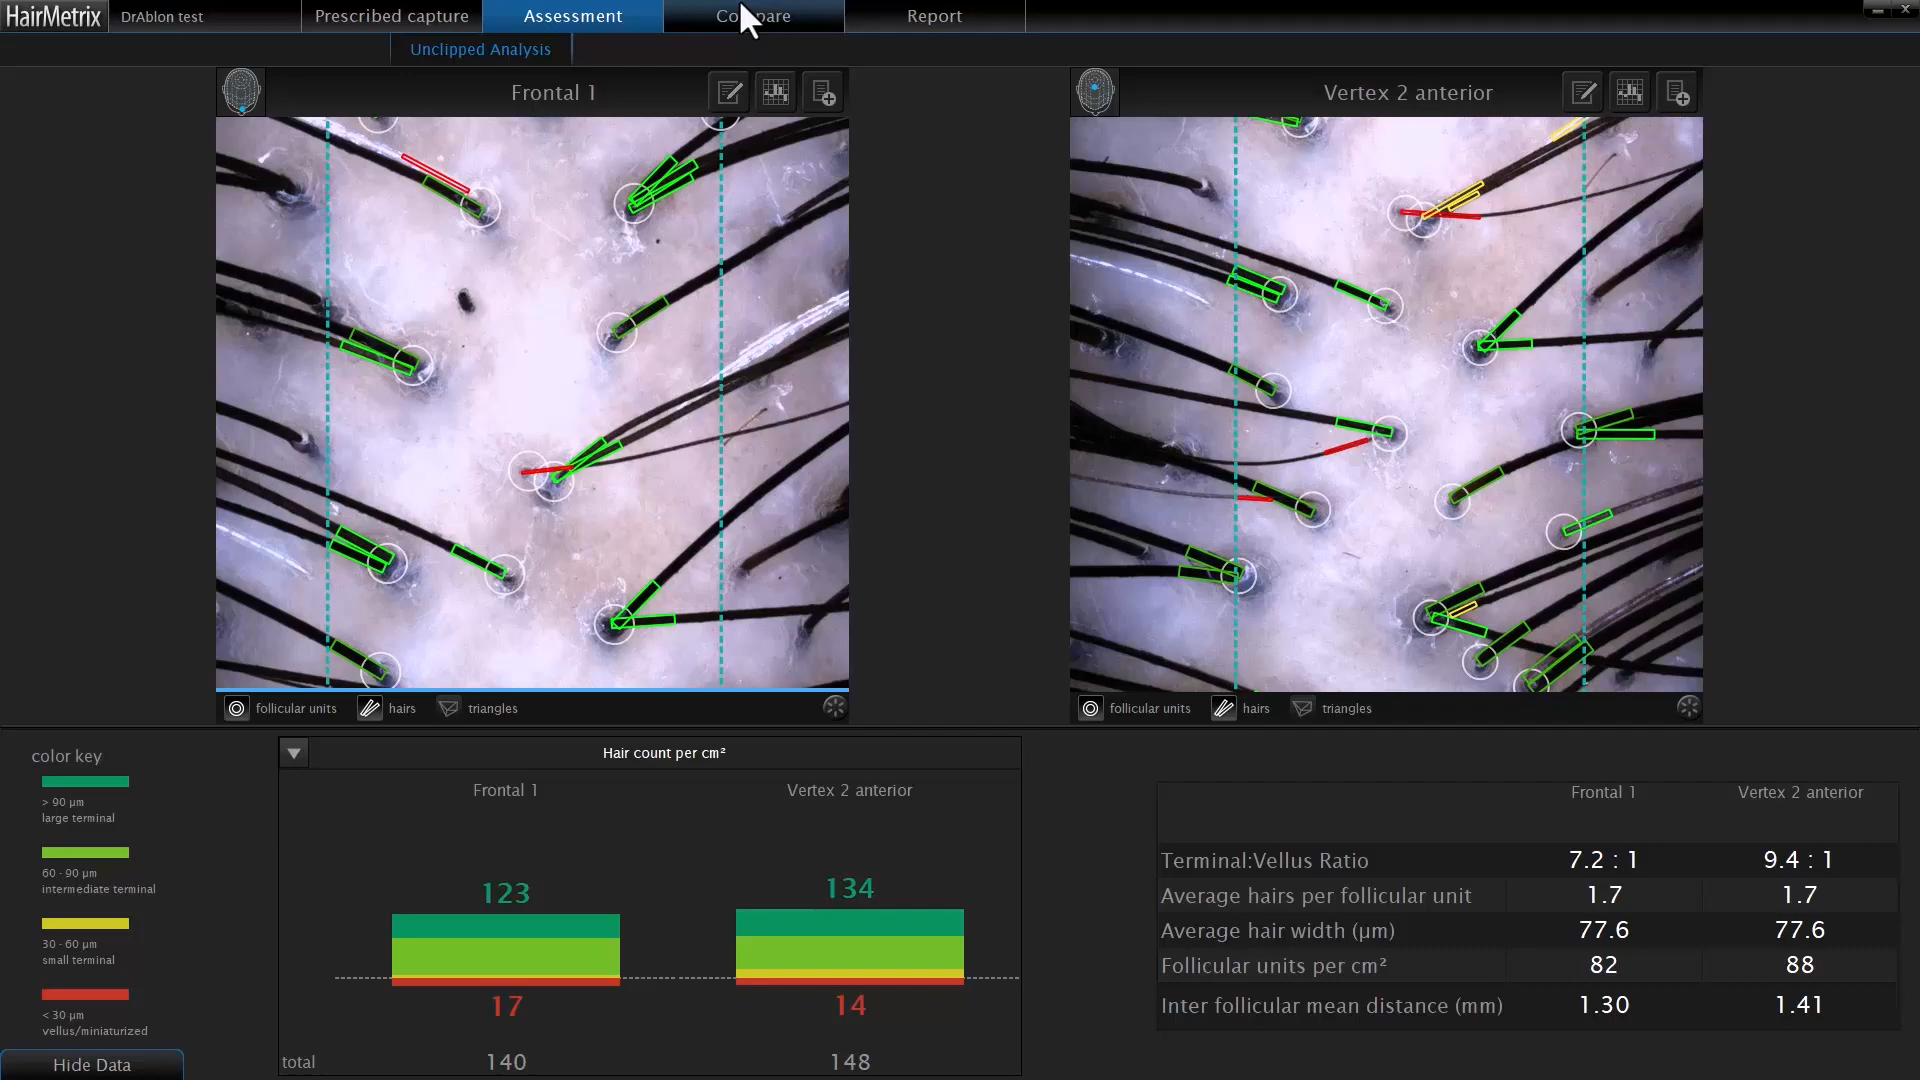 HairMetrix
DrAblon test
Prescribed capture
Assessment
Compare
Report
Unclipped Analysis
Frontal 1
Vertex 2 anterior
follicular units
hairs
triangles
follicular units
hairs
triangles
color key
> 90 µm
large terminal
60 - 90 µm
intermediate terminal
30 - 60 µm
small terminal
< 30 µm
vellus/miniaturized
Hide Data
Hair count per cm²
Frontal 1
Vertex 2 anterior
123
134
17
14
total
140
148
Frontal 1
Vertex 2 anterior
Terminal:Vellus Ratio 7.2 : 1 9.4 : 1
Average hairs per follicular unit 1.7 1.7
Average hair width (µm) 77.6 77.6
Follicular units per cm² 82 88
Inter follicular mean distance (mm) 1.30 1.41